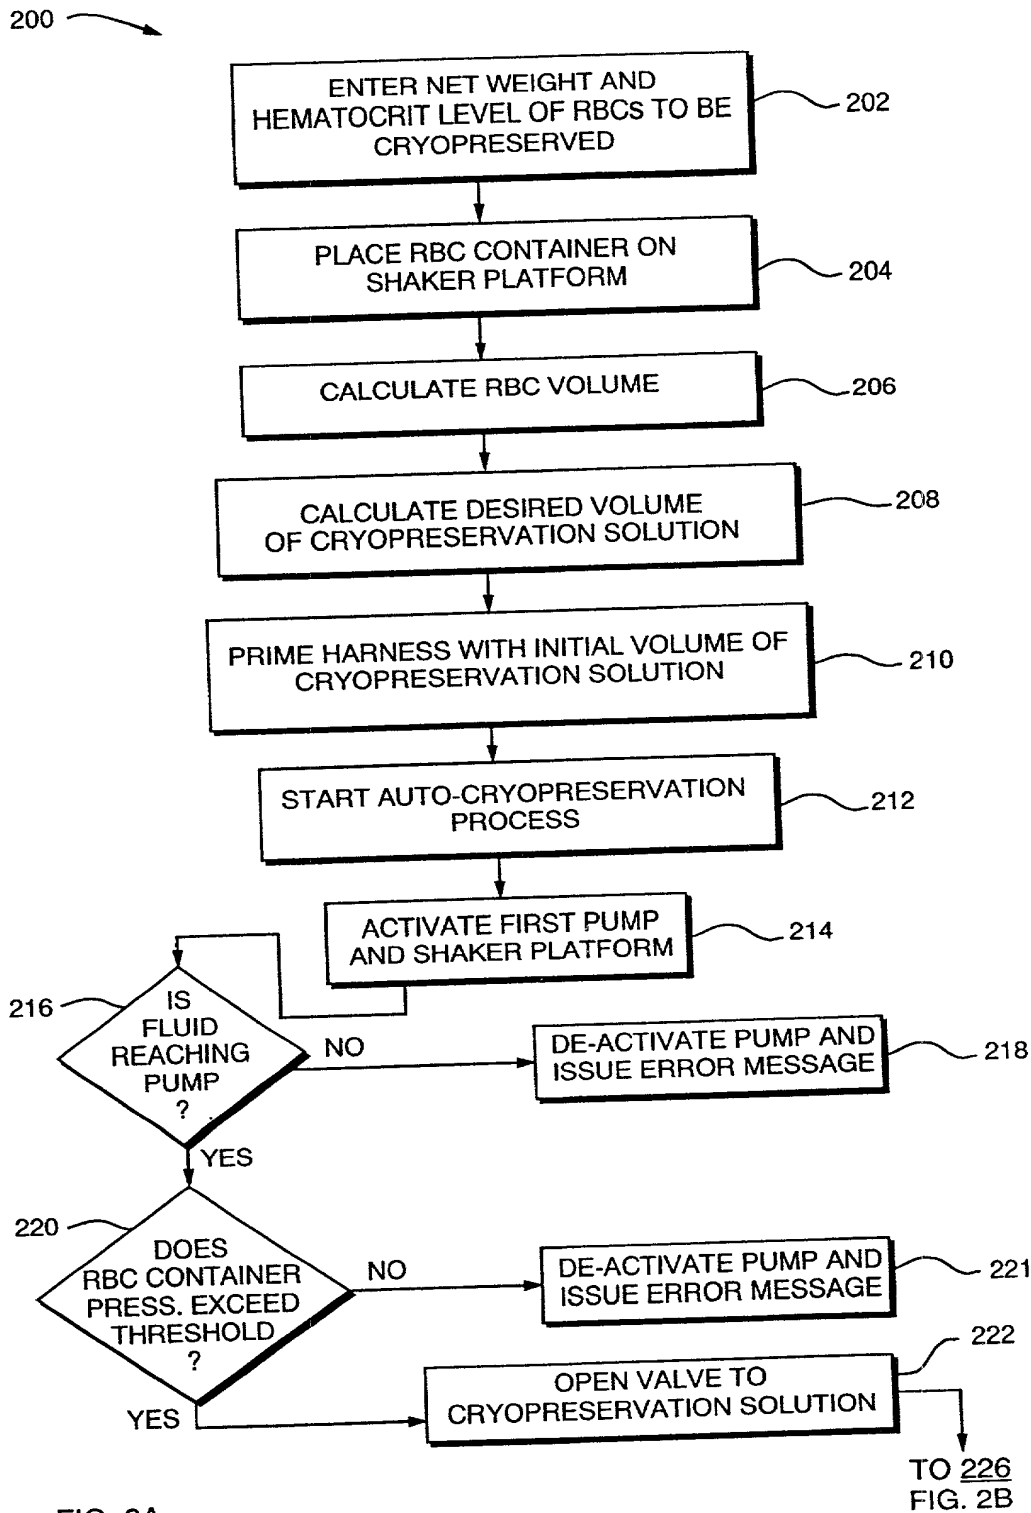 200
ENTER NET WEIGHT AND
HEMATOCRIT LEVEL OF RBCs TO BE
CRYOPRESERVED
202
PLACE RBC CONTAINER ON
SHAKER PLATFORM
204
CALCULATE RBC VOLUME
206
CALCULATE DESIRED VOLUME
OF CRYOPRESERVATION SOLUTION
208
PRIME HARNESS WITH INITIAL VOLUME OF
CRYOPRESERVATION SOLUTION
210
START AUTO-CRYOPRESERVATION
PROCESS
212
ACTIVATE FIRST PUMP
AND SHAKER PLATFORM
214
216
IS
FLUID
REACHING
PUMP
?
NO
DE-ACTIVATE PUMP AND
ISSUE ERROR MESSAGE
218
YES
220
DOES
RBC CONTAINER
PRESS. EXCEED
THRESHOLD
?
NO
DE-ACTIVATE PUMP AND
ISSUE ERROR MESSAGE
221
YES
OPEN VALVE TO
CRYOPRESERVATION SOLUTION
222
TO 226
FIG. 2B